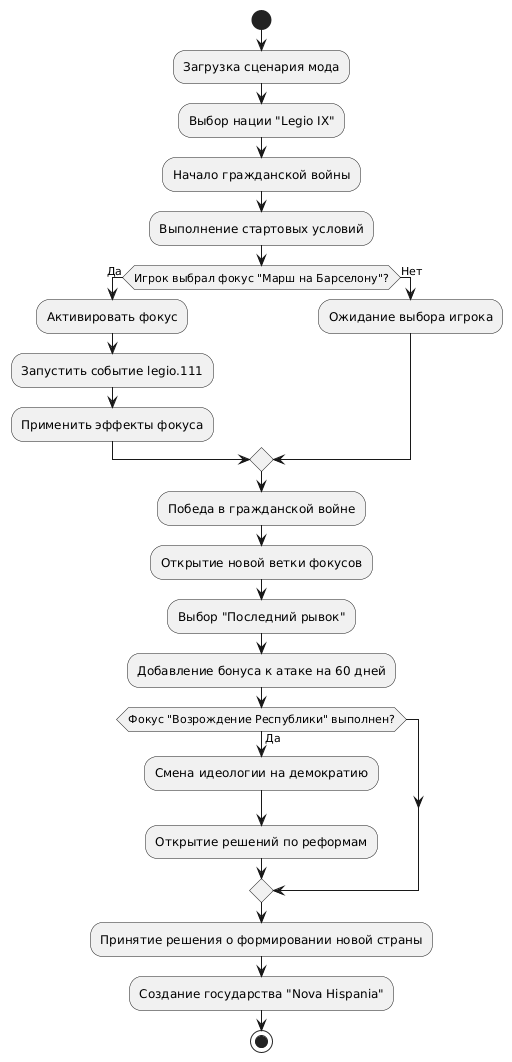 Загрузка сценария мода
Выбор нации "Legio IX"
Начало гражданской войны
Выполнение стартовых условий
Игрок выбрал фокус "Марш на Барселону"?
Да
Нет
Активировать фокус
Ожидание выбора игрока
Запустить событие legio.111
Применить эффекты фокуса
Победа в гражданской войне
Открытие новой ветки фокусов
Выбор "Последний рывок"
Добавление бонуса к атаке на 60 дней
Фокус "Возрождение Республики" выполнен?
Да
Смена идеологии на демократию
Открытие решений по реформам
Принятие решения о формировании новой страны
Создание государства "Nova Hispania"